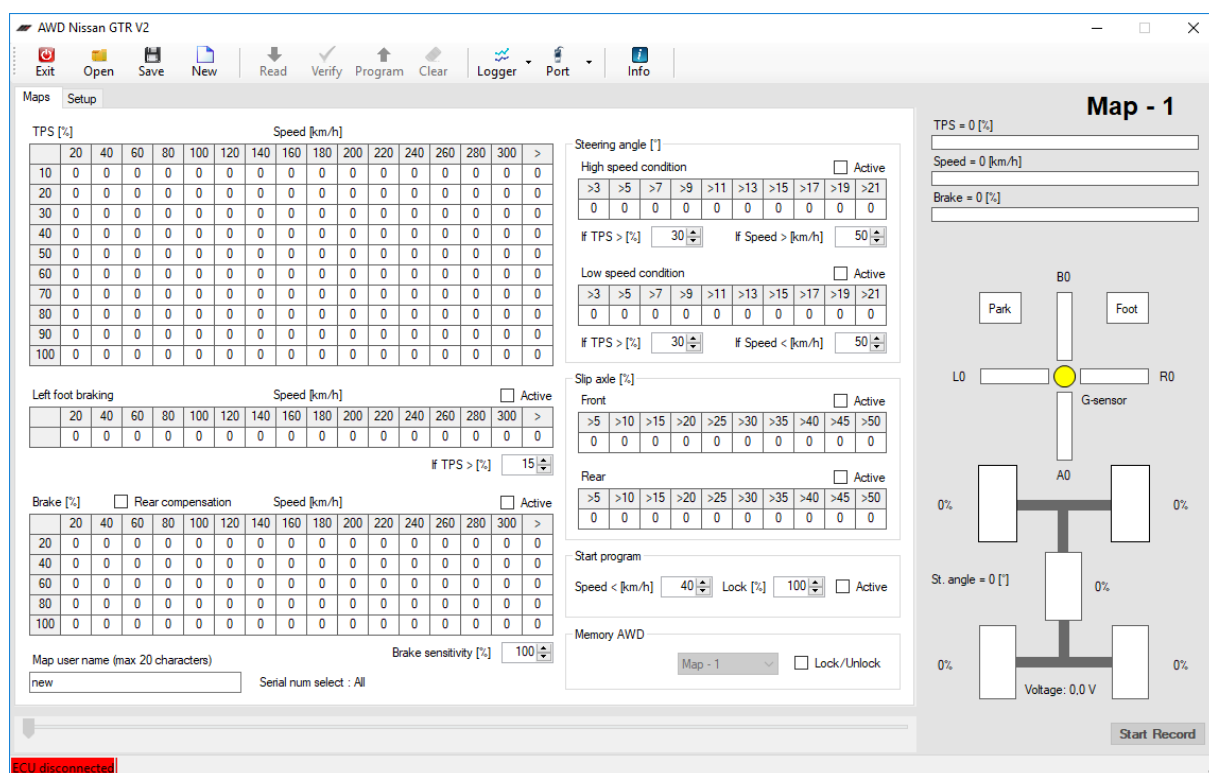 AWD Nissan GTR V2
Exit Open Save New Read Verify Program Clear Logger Port Info
Maps Setup
TPS [%] Speed [km/h]
20 40 60 80 100 120 140 160 180 200 220 240 260 280 300 >
10 0 0 0 0 0 0 0 0 0 0 0 0 0 0 0 0
20 0 0 0 0 0 0 0 0 0 0 0 0 0 0 0 0
30 0 0 0 0 0 0 0 0 0 0 0 0 0 0 0 0
40 0 0 0 0 0 0 0 0 0 0 0 0 0 0 0 0
50 0 0 0 0 0 0 0 0 0 0 0 0 0 0 0 0
60 0 0 0 0 0 0 0 0 0 0 0 0 0 0 0 0
70 0 0 0 0 0 0 0 0 0 0 0 0 0 0 0 0
80 0 0 0 0 0 0 0 0 0 0 0 0 0 0 0 0
90 0 0 0 0 0 0 0 0 0 0 0 0 0 0 0 0
100 0 0 0 0 0 0 0 0 0 0 0 0 0 0 0 0
Left foot braking Speed [km/h] Active
20 40 60 80 100 120 140 160 180 200 220 240 260 280 300 >
0 0 0 0 0 0 0 0 0 0 0 0 0 0 0 0
If TPS > [%] 15
Brake [%] Rear compensation Speed [km/h] Active
20 40 60 80 100 120 140 160 180 200 220 240 260 280 300 >
20 0 0 0 0 0 0 0 0 0 0 0 0 0 0 0 0
40 0 0 0 0 0 0 0 0 0 0 0 0 0 0 0 0
60 0 0 0 0 0 0 0 0 0 0 0 0 0 0 0 0
80 0 0 0 0 0 0 0 0 0 0 0 0 0 0 0 0
100 0 0 0 0 0 0 0 0 0 0 0 0 0 0 0 0
Brake sensitivity [%] 100
Map user name (max 20 characters)
new Serial num select : All
Steering angle [°]
High speed condition Active
>3 >5 >7 >9 >11 >13 >15 >17 >19 >21
0 0 0 0 0 0 0 0 0 0
If TPS > [%] 30 If Speed > [km/h] 50
Low speed condition Active
>3 >5 >7 >9 >11 >13 >15 >17 >19 >21
0 0 0 0 0 0 0 0 0 0
If TPS > [%] 30 If Speed < [km/h] 50
Slip axle [%]
Front Active
>5 >10 >15 >20 >25 >30 >35 >40 >45 >50
0 0 0 0 0 0 0 0 0 0
Rear Active
>5 >10 >15 >20 >25 >30 >35 >40 >45 >50
0 0 0 0 0 0 0 0 0 0
Start program
Speed < [km/h] 40 Lock [%] 100 Active
Memory AWD
Map - 1 Lock/Unlock
Map - 1
TPS = 0 [%]
Speed = 0 [km/h]
Brake = 0 [%]
B0
Park Foot
L0 R0
G-sensor
A0
0% 0%
St. angle = 0 [°] 0%
0% 0%
Voltage: 0,0 V
Start Record
ECU disconnected